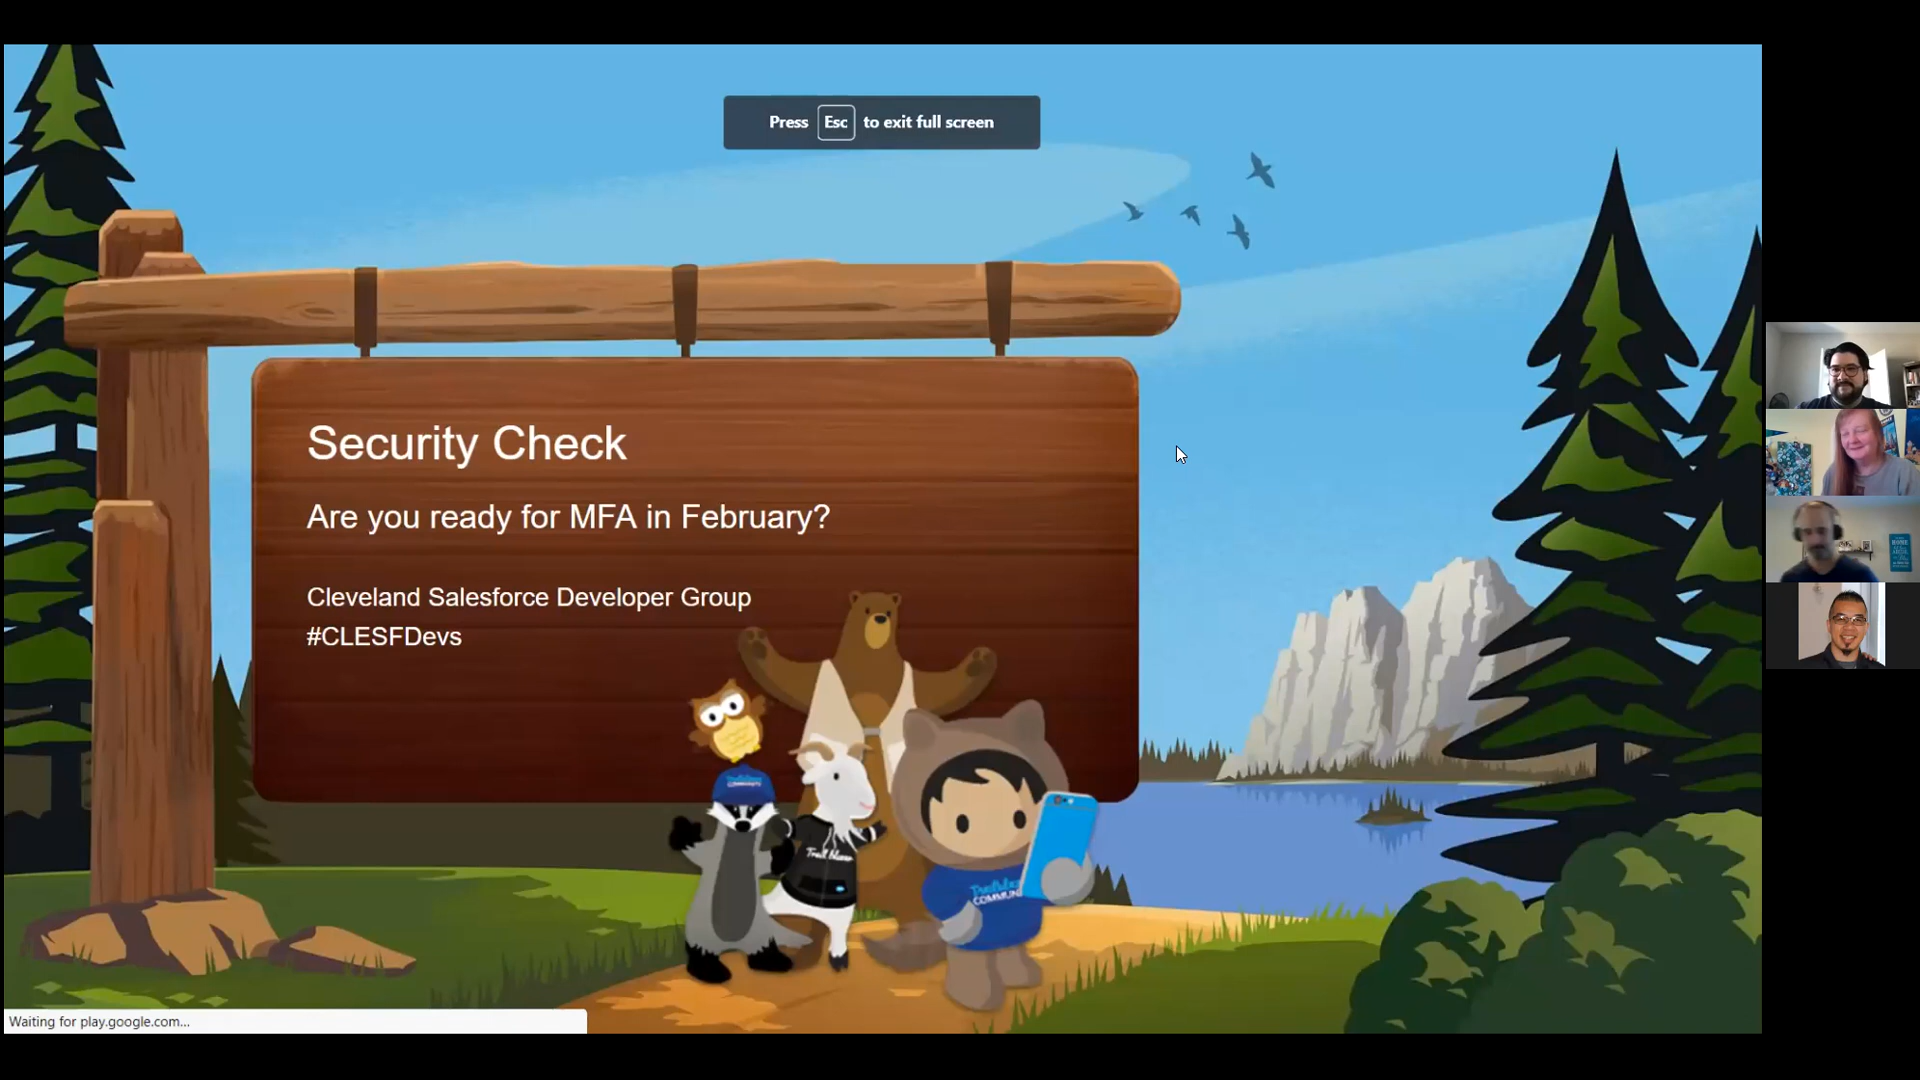 Press Esc to exit full screen
Security Check
Are you ready for MFA in February?
Cleveland Salesforce Developer Group
#CLESFDevs
COMMUN
Waiting for play.google.com...